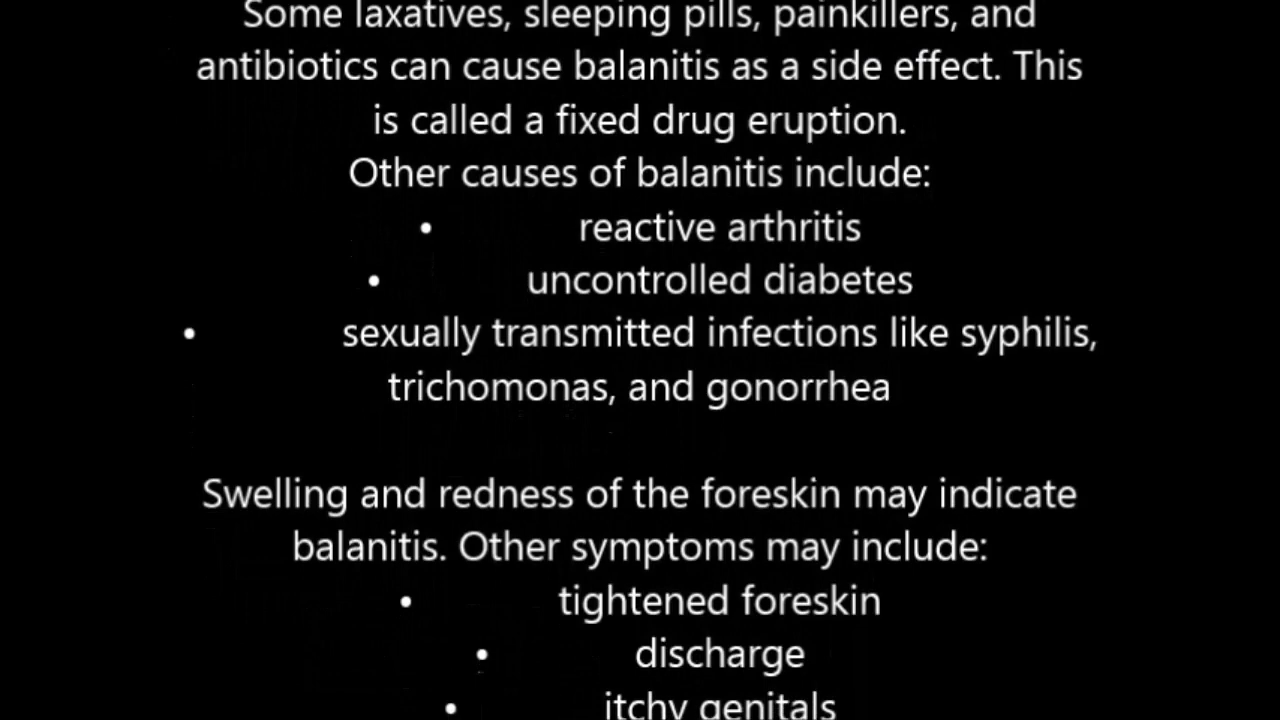 Some laxatives, sleeping pills, painkillers, and
antibiotics can cause balanitis as a side effect. This
is called a fixed drug eruption.
Other causes of balanitis include:
• reactive arthritis
• uncontrolled diabetes
• sexually transmitted infections like syphilis,
trichomonas, and gonorrhea
Swelling and redness of the foreskin may indicate
balanitis. Other symptoms may include:
• tightened foreskin
• discharge
• itchy genitals